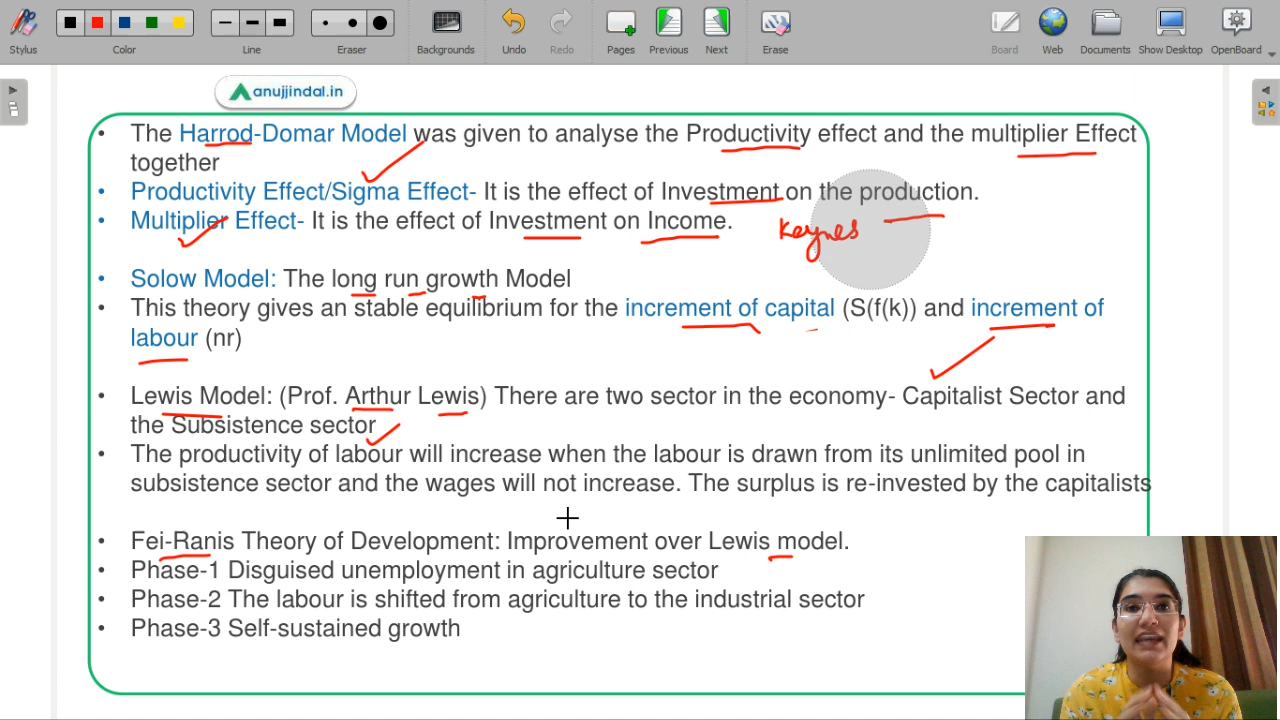 Stylus
Color
Line
Eraser
Backgrounds
Undo
Redo
Pages
Previous
Next
Erase
Board
Web
Documents
Show Desktop
OpenBoard
anujjindal.in
• The Harrod-Domar Model was given to analyse the Productivity effect and the multiplier Effect
together
• Productivity Effect/Sigma Effect- It is the effect of Investment on the production.
• Multiplier Effect- It is the effect of Investment on Income.
Keynes
• Solow Model: The long run growth Model
• This theory gives an stable equilibrium for the increment of capital (S(f(k)) and increment of
labour (nr)
• Lewis Model: (Prof. Arthur Lewis) There are two sector in the economy- Capitalist Sector and
the Subsistence sector
• The productivity of labour will increase when the labour is drawn from its unlimited pool in
subsistence sector and the wages will not increase. The surplus is re-invested by the capitalists
• Fei-Ranis Theory of Development: Improvement over Lewis model.
• Phase-1 Disguised unemployment in agriculture sector
• Phase-2 The labour is shifted from agriculture to the industrial sector
• Phase-3 Self-sustained growth